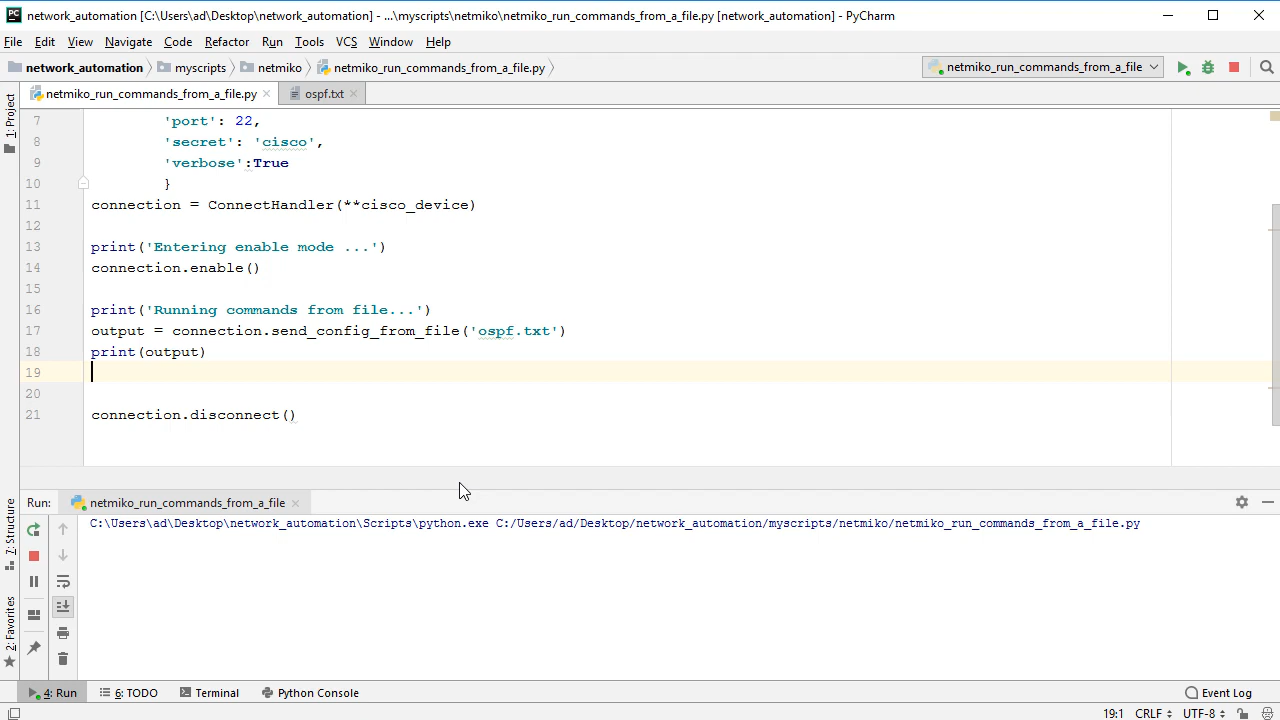 network_automation [C:\Users\ad\Desktop\network_automation] - ...\myscripts\netmiko\netmiko_run_commands_from_a_file.py [network_automation] - PyCharm
File Edit View Navigate Code Refactor Run Tools VCS Window Help
network_automation myscripts netmiko netmiko_run_commands_from_a_file.py netmiko_run_commands_from_a_file
netmiko_run_commands_from_a_file.py ospf.txt
1: Project
7 'port': 22,
8 'secret': 'cisco',
9 'verbose':True
10 }
11 connection = ConnectHandler(**cisco_device)
12
13 print('Entering enable mode ...')
14 connection.enable()
15
16 print('Running commands from file...')
17 output = connection.send_config_from_file('ospf.txt')
18 print(output)
19
20
21 connection.disconnect()
Run: netmiko_run_commands_from_a_file
C:\Users\ad\Desktop\network_automation\Scripts\python.exe C:/Users/ad/Desktop/network_automation/myscripts/netmiko/netmiko_run_commands_from_a_file.py
7: Structure
2: Favorites
4: Run 6: TODO Terminal Python Console Event Log
19:1 CRLF UTF-8